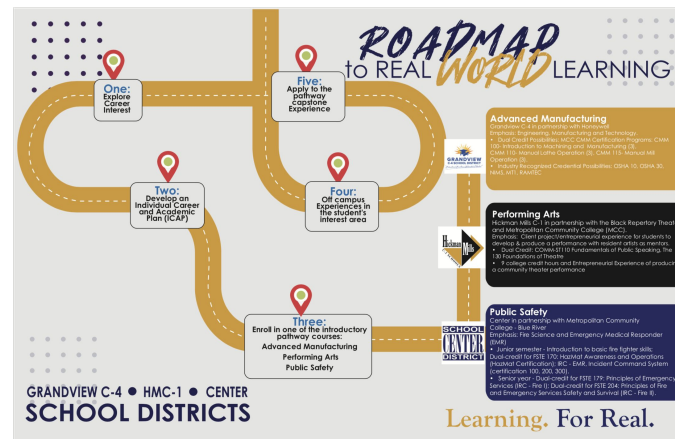 ROADMAP
to REAL WORLD LEARNING
One:
Explore
Career
Interest
Two:
Develop an
Individual Career
and Academic
Plan (ICAP)
Three:
Enroll in one of the introductory
pathway courses:
Advanced Manufacturing
Performing Arts
Public Safety
Four:
Off campus
Experiences in
the student's
interest area
Five:
Apply to the
pathway
capstone
Experience
GRANDVIEW
C-4 SCHOOL DISTRICT
Advanced Manufacturing
Grandview C-4 in partnership with Honeywell
Emphasis: Engineering, Manufacturing and Technology.
• Dual Credit Possibilities: MCC CMM Certification Programs: CMM
100- Introduction to Machining and Manufacturing (3),
CMM 110- Manual Lathe Operation (3), CMM 115- Manual Mill
Operation (3).
• Industry Recognized Credential Possibilities: OSHA 10, OSHA 30,
NIMS, MT1, RAMTEC
Hickman Mills
Performing Arts
Hickman Mills C-1 in partnership with the Black Repertory Theat
and Metropolitan Community College (MCC).
Emphasis: Client project/entrepreneurial experience for students to
develop & produce a performance with resident artists as mentors.
• Dual Credit: COMM-ST110 Fundamentals of Public Speaking, The
130 Foundations of Theatre
• 9 college credit hours and Entrepreneurial Experience of producin
a community theater performance
SCHOOL
CENTER
DISTRICT
Public Safety
Center in partnership with Metropolitan Community
College - Blue River
Emphasis: Fire Science and Emergency Medical Responder
(EMR)
• Junior semester - Introduction to basic fire fighter skills;
Dual-credit for FSTE 170: HazMat Awareness and Operations
(HazMat Certification); IRC - EMR, Incident Command System
(certification 100, 200, 300).
• Senior year - Dual-credit for FSTE 179: Principles of Emergency
Services (IRC - Fire I); Dual-credit for FSTE 204: Principles of Fire
and Emergency Services Safety and Survival (IRC - Fire II).
GRANDVIEW C-4 • HMC-1 • CENTER
SCHOOL DISTRICTS
Learning. For Real.